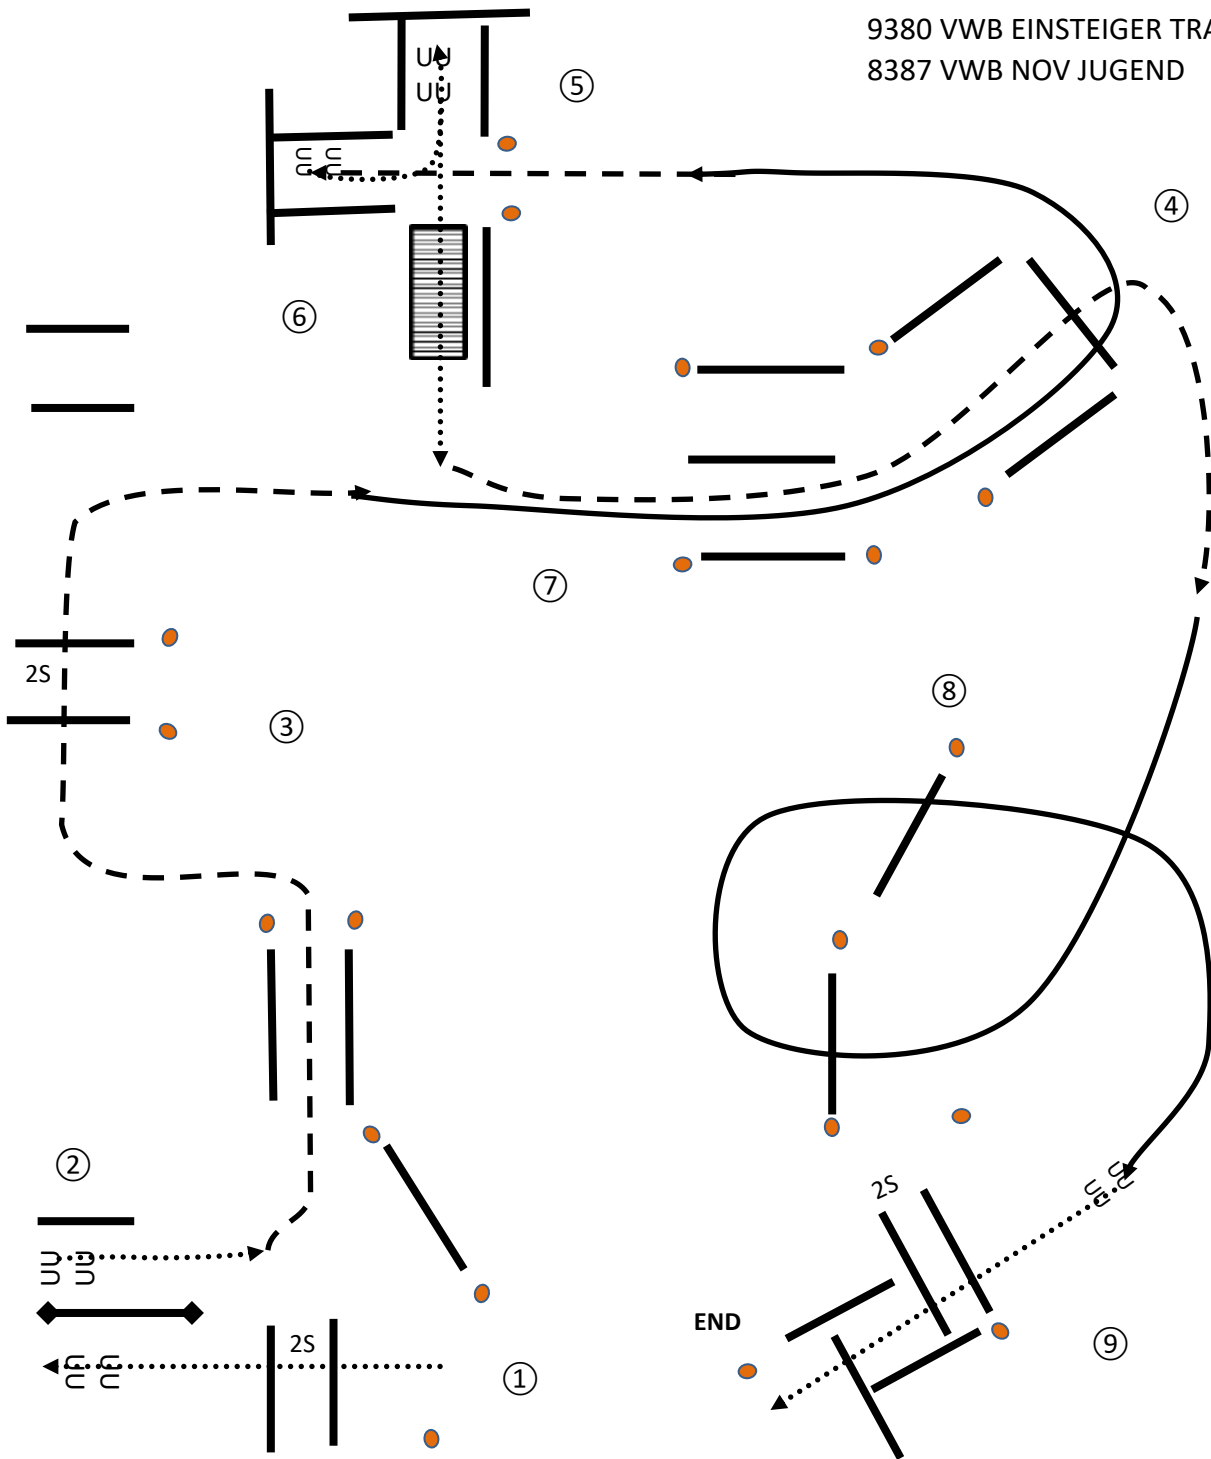 9380 VWB EINSTEIGER TRA
8387 VWB NOV JUGEND
⑤
④
⑥
⑦
2S
③
⑧
②
2S
2S
END
①
⑨